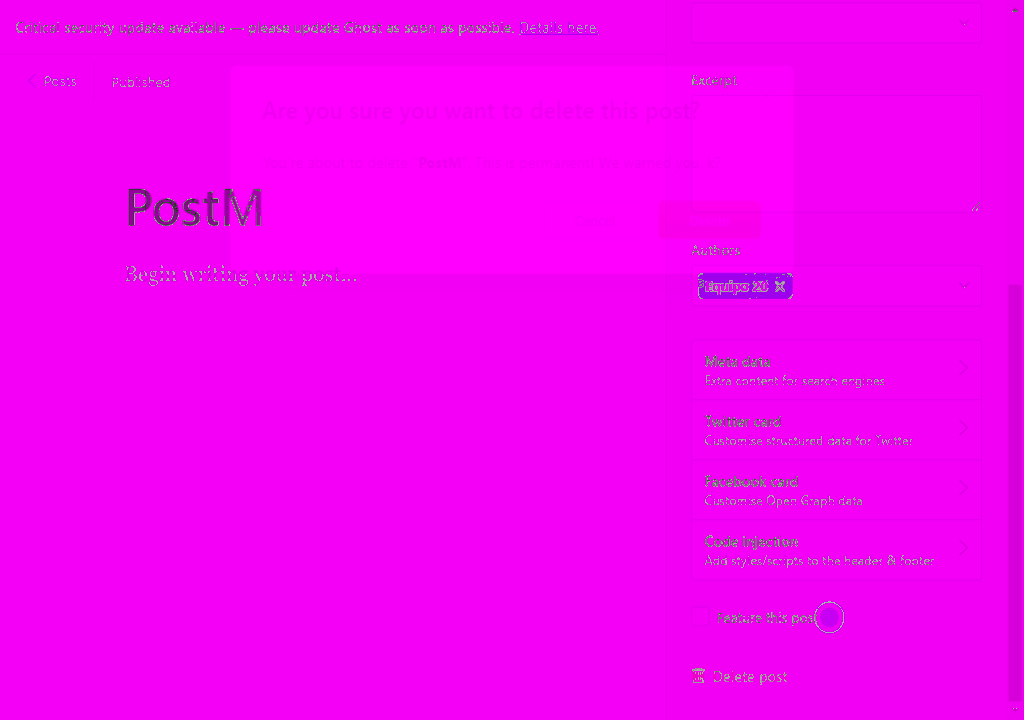 Critical security update available — please update Ghost as soon as possible. Details here.
Posts
Published
Are you sure you want to delete this post?
You're about to delete "PostM". This is permanent! We warned you, k?
Cancel
PostM
Begin writing your post...
Excerpt
Authors
Equipo 20 ×
Meta data
Extra content for search engines
Twitter card
Customise structured data for Twitter
Facebook card
Customise Open Graph data
Code injection
Add styles/scripts to the header & footer
Feature this post
Delete post